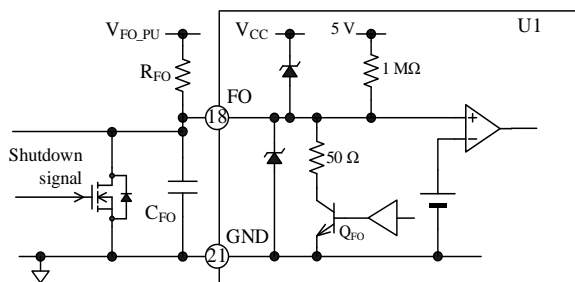 U1
V_FO_PU
V_CC
5 V
R_FO
1 MΩ
FO
18
Shutdown
signal
50 Ω
C_FO
GND
Q_FO
21